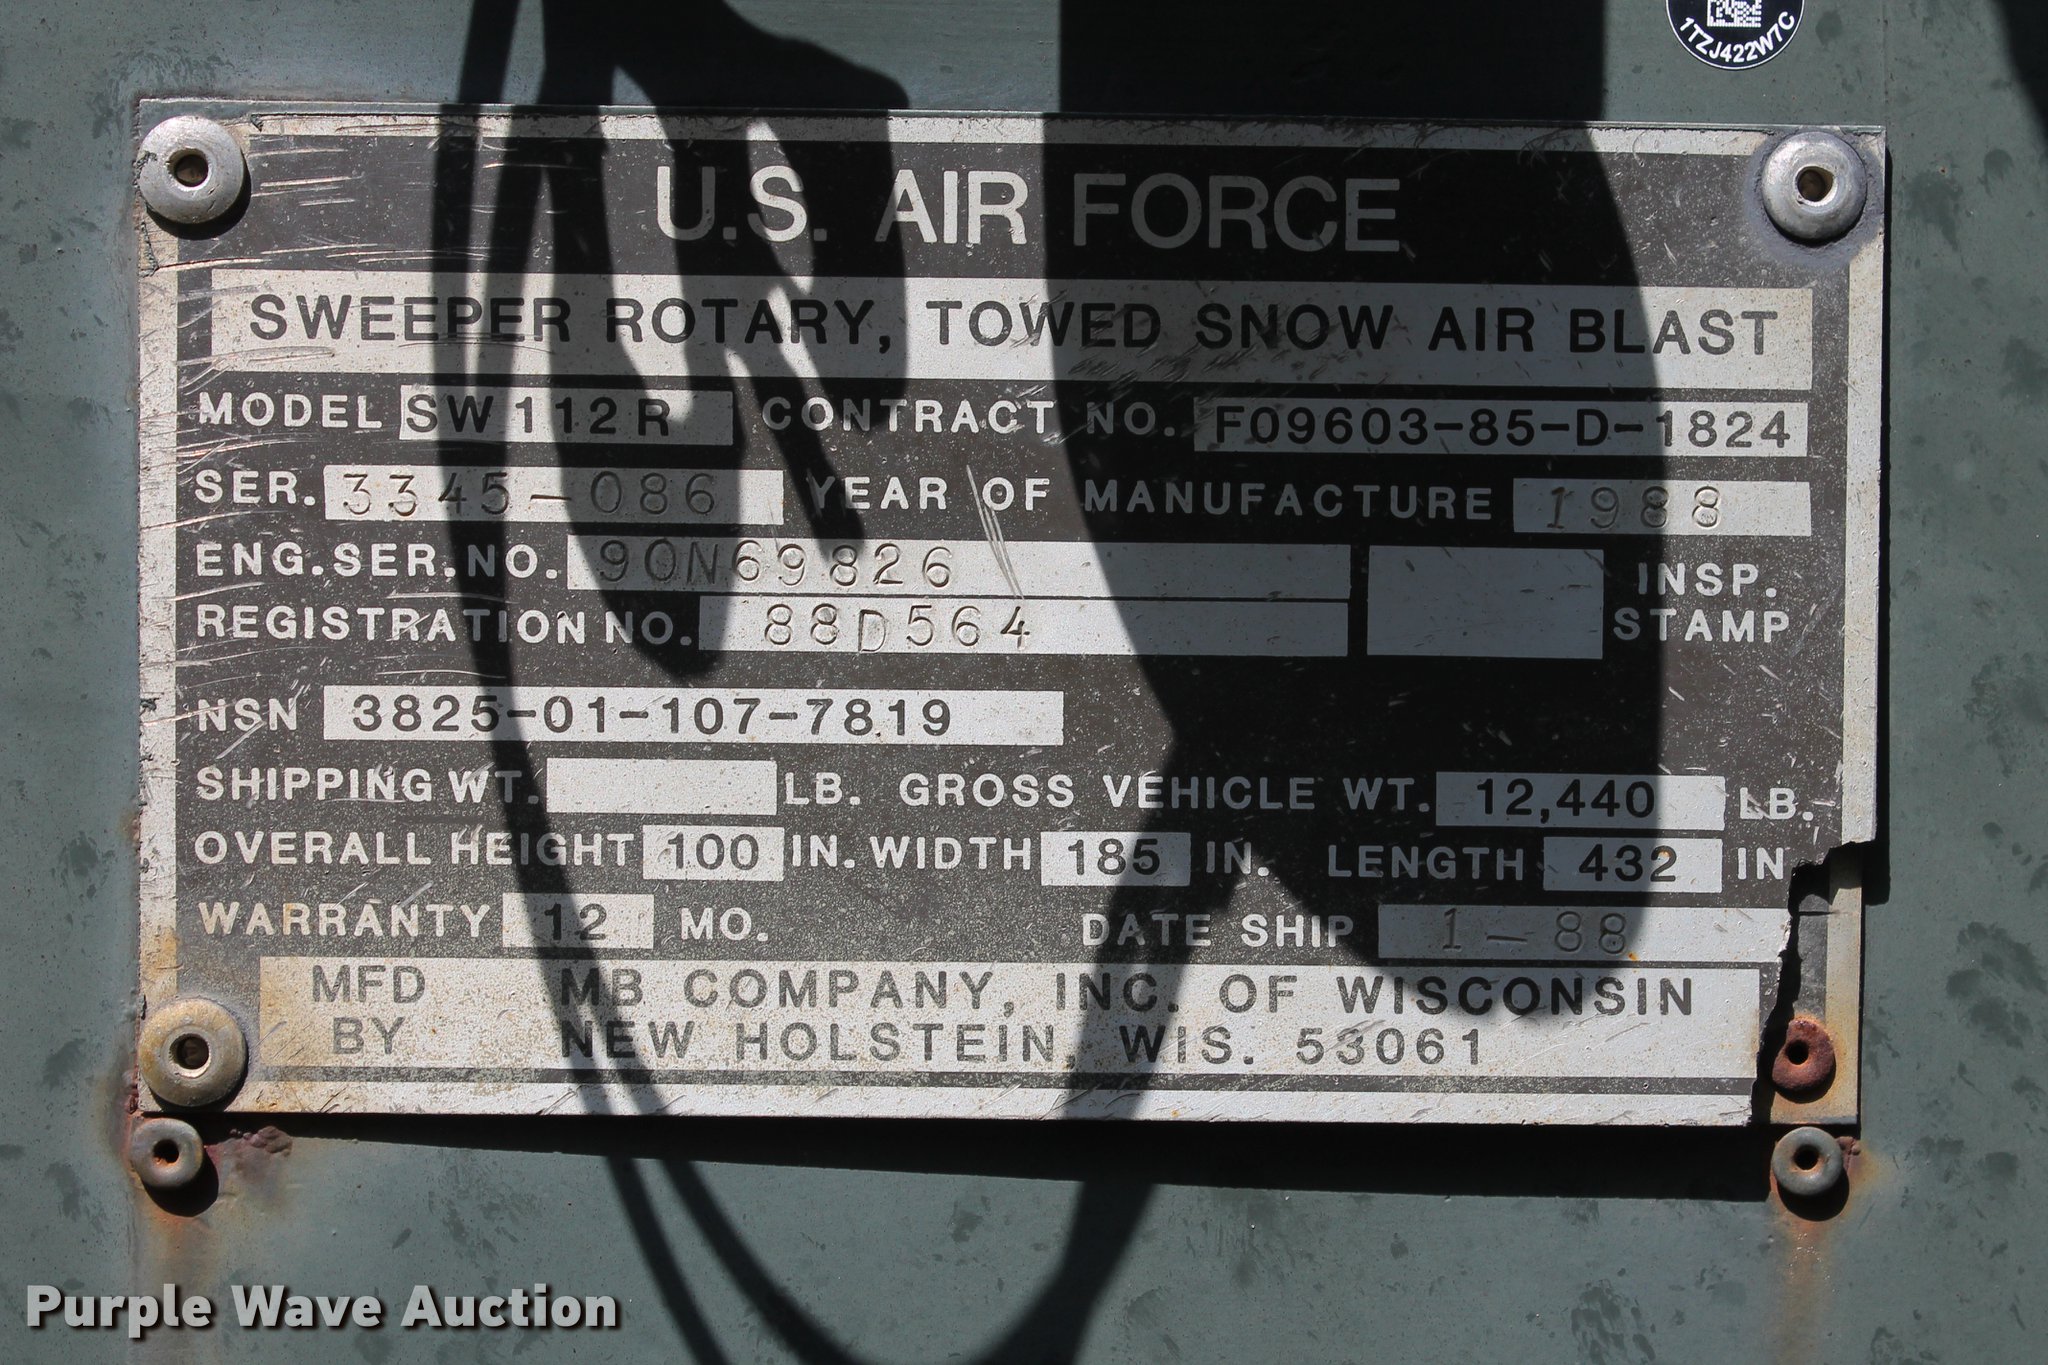 1TZJ422W7C
U.S. AIR FORCE
SWEEPER ROTARY, TOWED SNOW AIR BLAST
MODEL SW112R CONTRACT NO. F09603-85-D-1824
SER. 3345-086 YEAR OF MANUFACTURE 1988
ENG.SER.NO. 90N69826 INSP.
REGISTRATION NO. 88D564 STAMP
NSN 3825-01-107-7819
SHIPPING WT. LB. GROSS VEHICLE WT. 12,440 LB.
OVERALL HEIGHT 100 IN. WIDTH 185 IN. LENGTH 432 IN
WARRANTY 12 MO. DATE SHIP 1-88
MFD MB COMPANY, INC. OF WISCONSIN
BY NEW HOLSTEIN, WIS. 53061
Purple Wave Auction